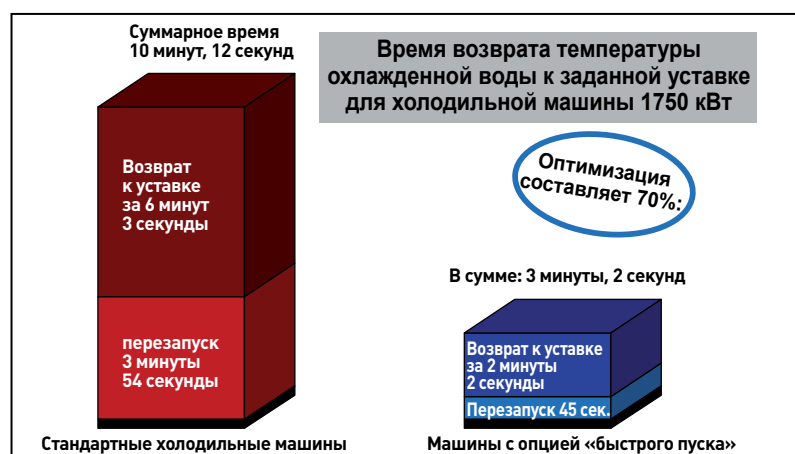 Суммарное время
10 минут, 12 секунд
Время возврата температуры
охлажденной воды к заданной уставке
для холодильной машины 1750 кВт
Возврат
к уставке
за 6 минут
3 секунды
Оптимизация
составляет 70%:
В сумме: 3 минуты, 2 секунд
перезапуск
3 минуты
54 секунды
Возврат к уставке
за 2 минуты
2 секунды
Перезапуск 45 сек.
Стандартные холодильные машины
Машины с опцией «быстрого пуска»